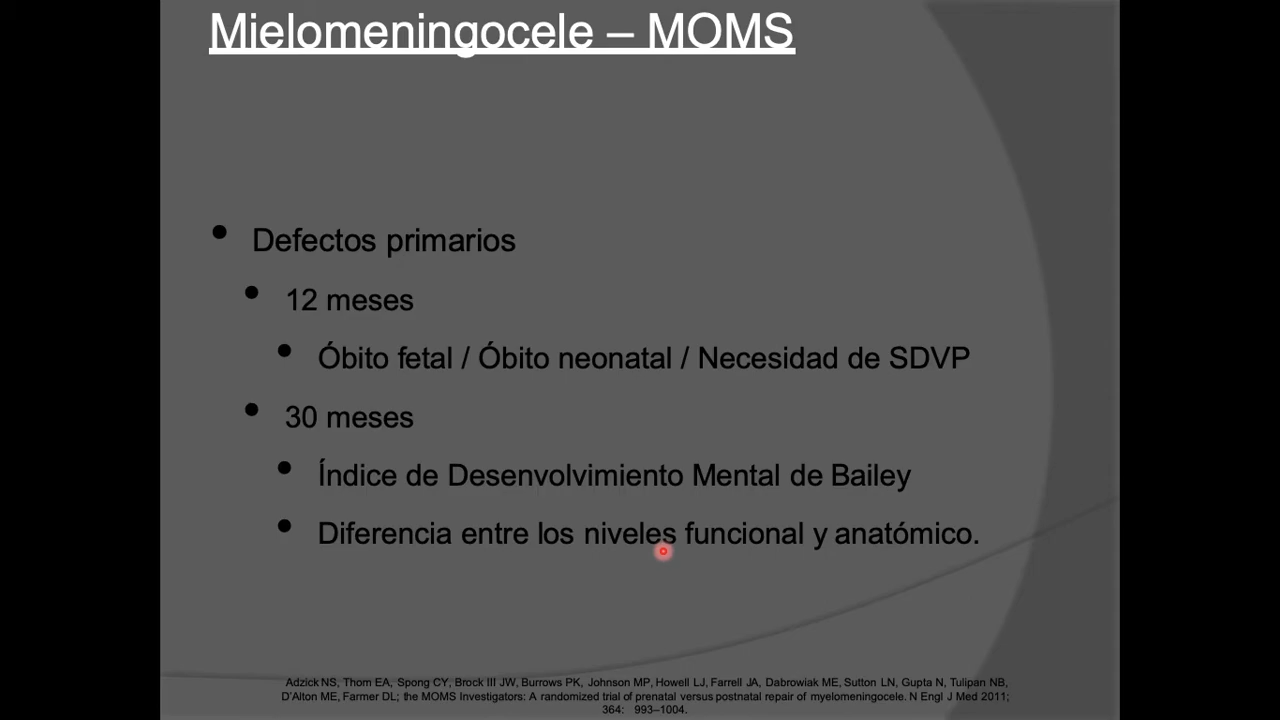 Mielomeningocele – MOMS
• Defectos primarios
• 12 meses
• Óbito fetal / Óbito neonatal / Necesidad de SDVP
• 30 meses
• Índice de Desenvolvimiento Mental de Bailey
• Diferencia entre los niveles funcional y anatómico.
Adzick NS, Thom EA, Spong CY, Brock III JW, Burrows PK, Johnson MP, Howell LJ, Farrell JA, Dabrowiak ME, Sutton LN, Gupta N, Tulipan NB,
D'Alton ME, Farmer DL; the MOMS Investigators: A randomized trial of prenatal versus postnatal repair of myelomeningocele. N Engl J Med 2011;
364: 993–1004.